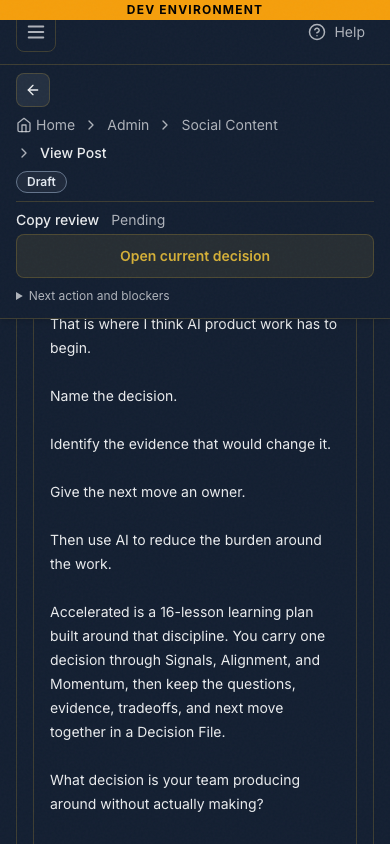 DEV ENVIRONMENT
Help
Home > Admin > Social Content
> View Post
Draft
Copy review Pending
Open current decision
Next action and blockers
That is where I think AI product work has to
begin.
Name the decision.
Identify the evidence that would change it.
Give the next move an owner.
Then use AI to reduce the burden around
the work.
Accelerated is a 16-lesson learning plan
built around that discipline. You carry one
decision through Signals, Alignment, and
Momentum, then keep the questions,
evidence, tradeoffs, and next move
together in a Decision File.
What decision is your team producing
around without actually making?